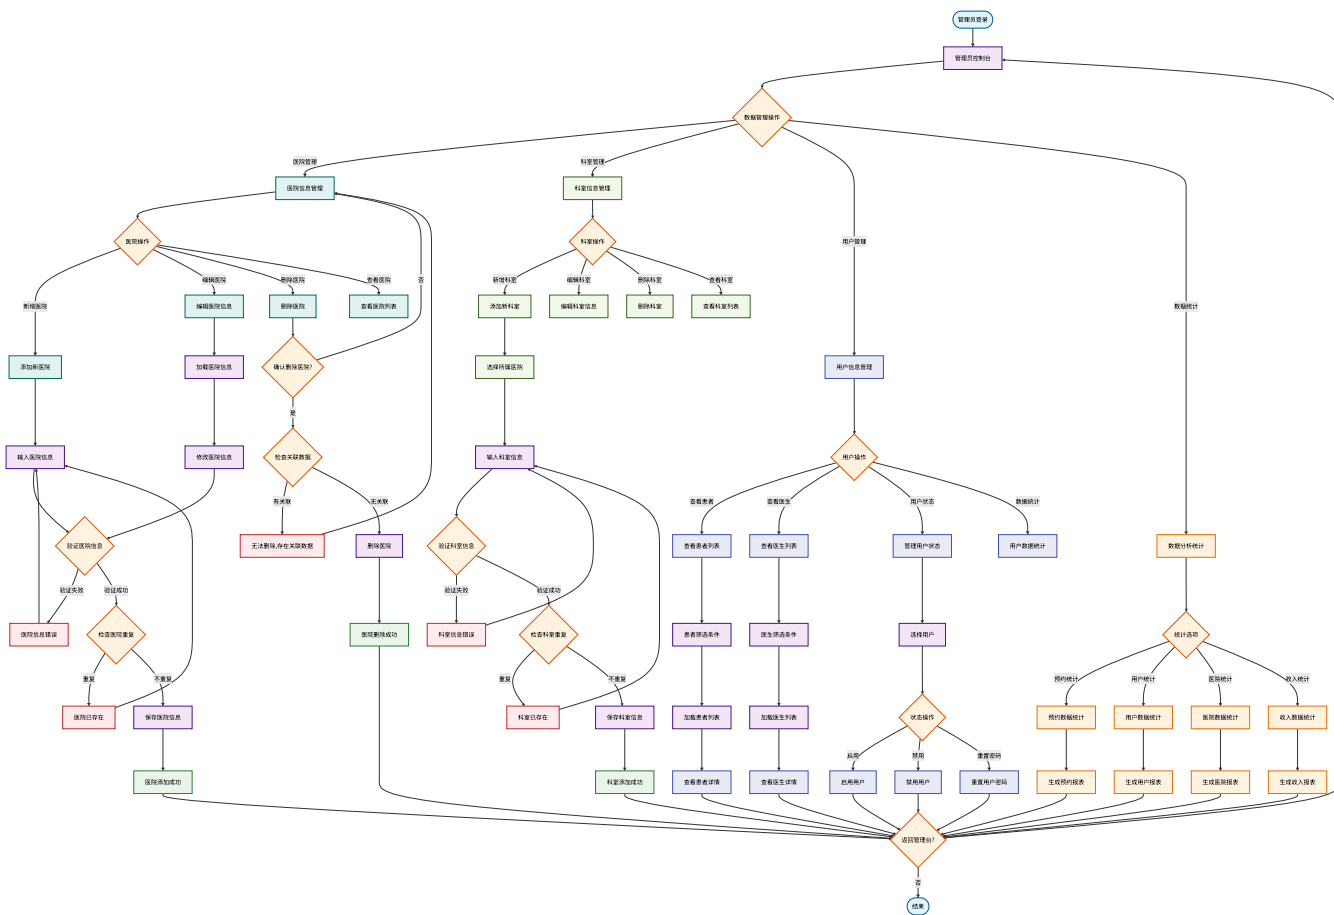 管理员登录
管理员控制台
数据管理操作
医院管理
科室管理
医院信息管理
科室信息管理
医院操作
科室操作
用户管理
编辑医院
删除医院
查看医院
否
新增科室
编辑科室
删除科室
查看科室
新增医院
编辑医院信息
删除医院
查看医院列表
添加新科室
编辑科室信息
删除科室
查看科室列表
数据统计
添加新医院
加载医院信息
确认删除医院?
选择所属医院
用户信息管理
是
输入医院信息
修改医院信息
检查关联数据
输入科室信息
用户操作
有关联
无关联
查看患者
查看医生
用户状态
数据统计
验证医院信息
无法删除,存在关联数据
删除医院
验证科室信息
查看患者列表
查看医生列表
管理用户状态
用户数据统计
数据分析统计
验证失败
验证成功
验证失败
验证成功
医院信息错误
检查医院重复
医院删除成功
科室信息错误
检查科室重复
患者筛选条件
医生筛选条件
选择用户
统计选项
重复
不重复
重复
不重复
预约统计
用户统计
医院统计
收入统计
医院已存在
保存医院信息
科室已存在
保存科室信息
加载患者列表
加载医生列表
状态操作
预约数据统计
用户数据统计
医院数据统计
收入数据统计
启用
禁用
重置密码
医院添加成功
科室添加成功
查看患者详情
查看医生详情
启用用户
禁用用户
重置用户密码
生成预约报表
生成用户报表
生成医院报表
生成收入报表
返回管理台?
否
结束